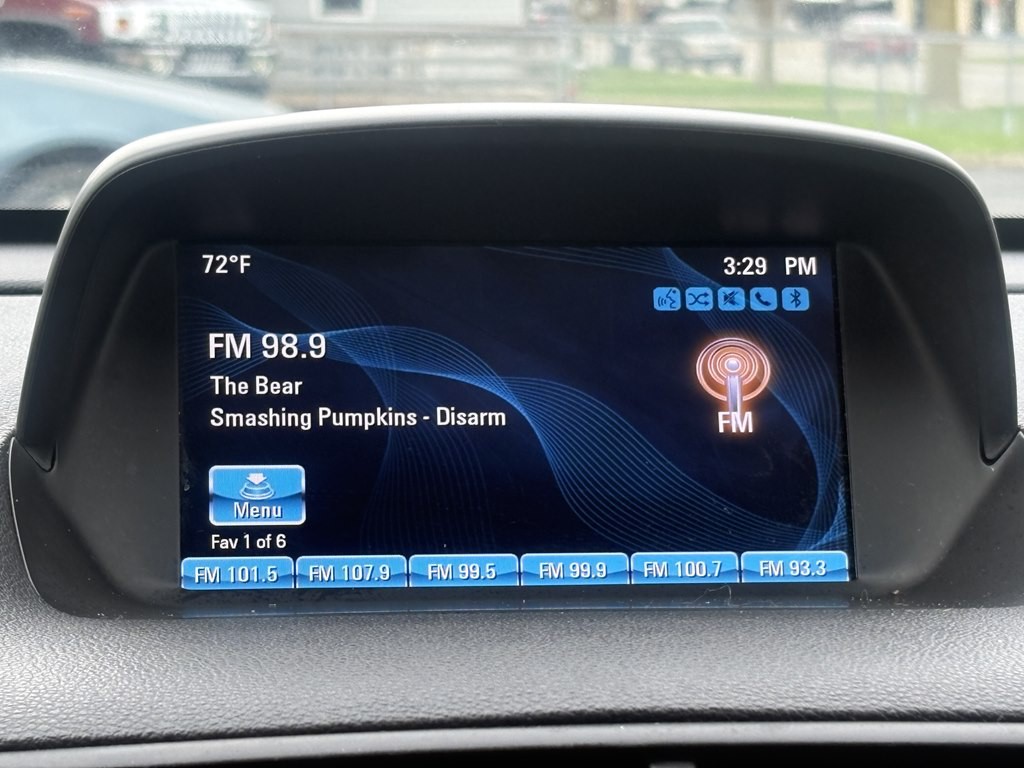 72°F
3:29 PM
FM 98.9
The Bear
Smashing Pumpkins - Disarm
FM
Menu
Fav 1 of 6
FM 101.5 FM 107.9 FM 99.5 FM 99.9 FM 100.7 FM 93.3